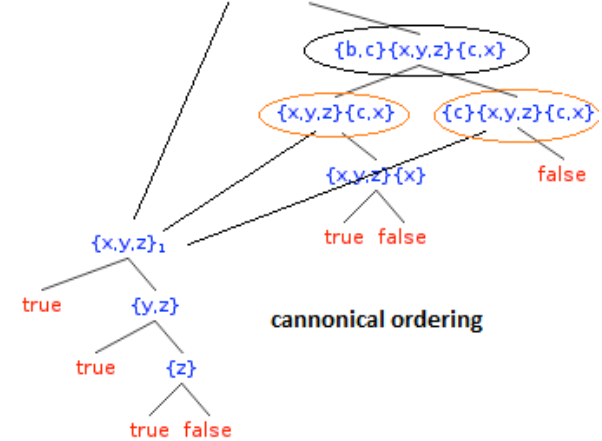 {b,c}{x,y,z}{c,x}
{x,y,z}{c,x}
{c}{x,y,z}{c,x}
{x,y,z}{x}
false
true false
{x,y,z}₁
true
{y,z}
cannonical ordering
true
{z}
true false